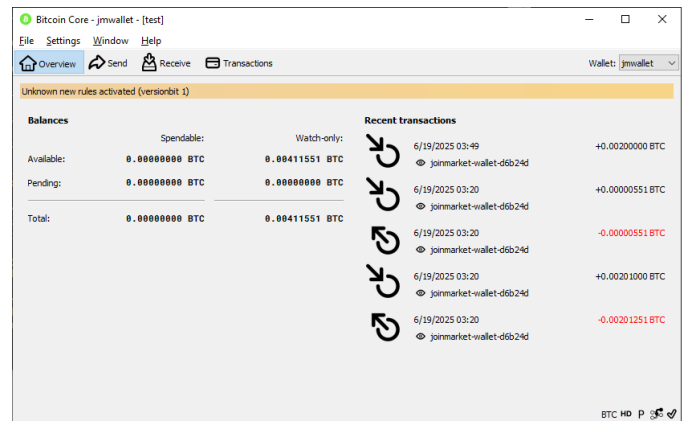 Bitcoin Core - jmwallet - [test]
File Settings Window Help
Overview Send Receive Transactions Wallet: jmwallet
Unknown new rules activated (versionbit 1)
Balances
Spendable: Watch-only:
Available: 0.00000000 BTC 0.00411551 BTC
Pending: 0.00000000 BTC 0.00000000 BTC
Total: 0.00000000 BTC 0.00411551 BTC
Recent transactions
6/19/2025 03:49 +0.00200000 BTC
joinmarket-wallet-d6b24d
6/19/2025 03:20 +0.00000551 BTC
joinmarket-wallet-d6b24d
6/19/2025 03:20 -0.00000551 BTC
joinmarket-wallet-d6b24d
6/19/2025 03:20 +0.00201000 BTC
joinmarket-wallet-d6b24d
6/19/2025 03:20 -0.00201251 BTC
joinmarket-wallet-d6b24d
BTC HD P